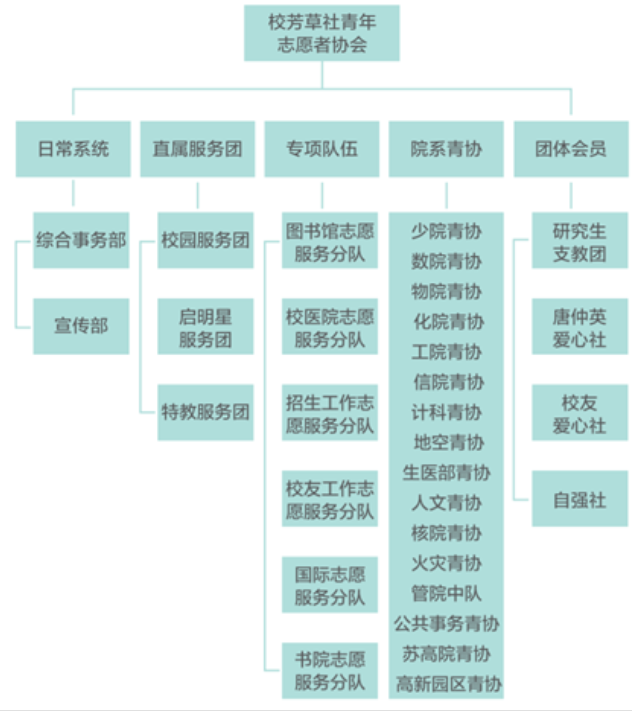 校芳草社青年
志愿者协会
日常系统
直属服务团
专项队伍
院系青协
团体会员
综合事务部
宣传部
校园服务团
启明星
服务团
特教服务团
图书馆志愿
服务分队
校医院志愿
服务分队
招生工作志
愿服务分队
校友工作志
愿服务分队
国际志愿
服务分队
书院志愿
服务分队
少院青协
数院青协
物院青协
化院青协
工院青协
信院青协
计科青协
地空青协
生医部青协
人文青协
核院青协
火灾青协
管院中队
公共事务青协
苏高院青协
高新园区青协
研究生
支教团
唐仲英
爱心社
校友
爱心社
自强社